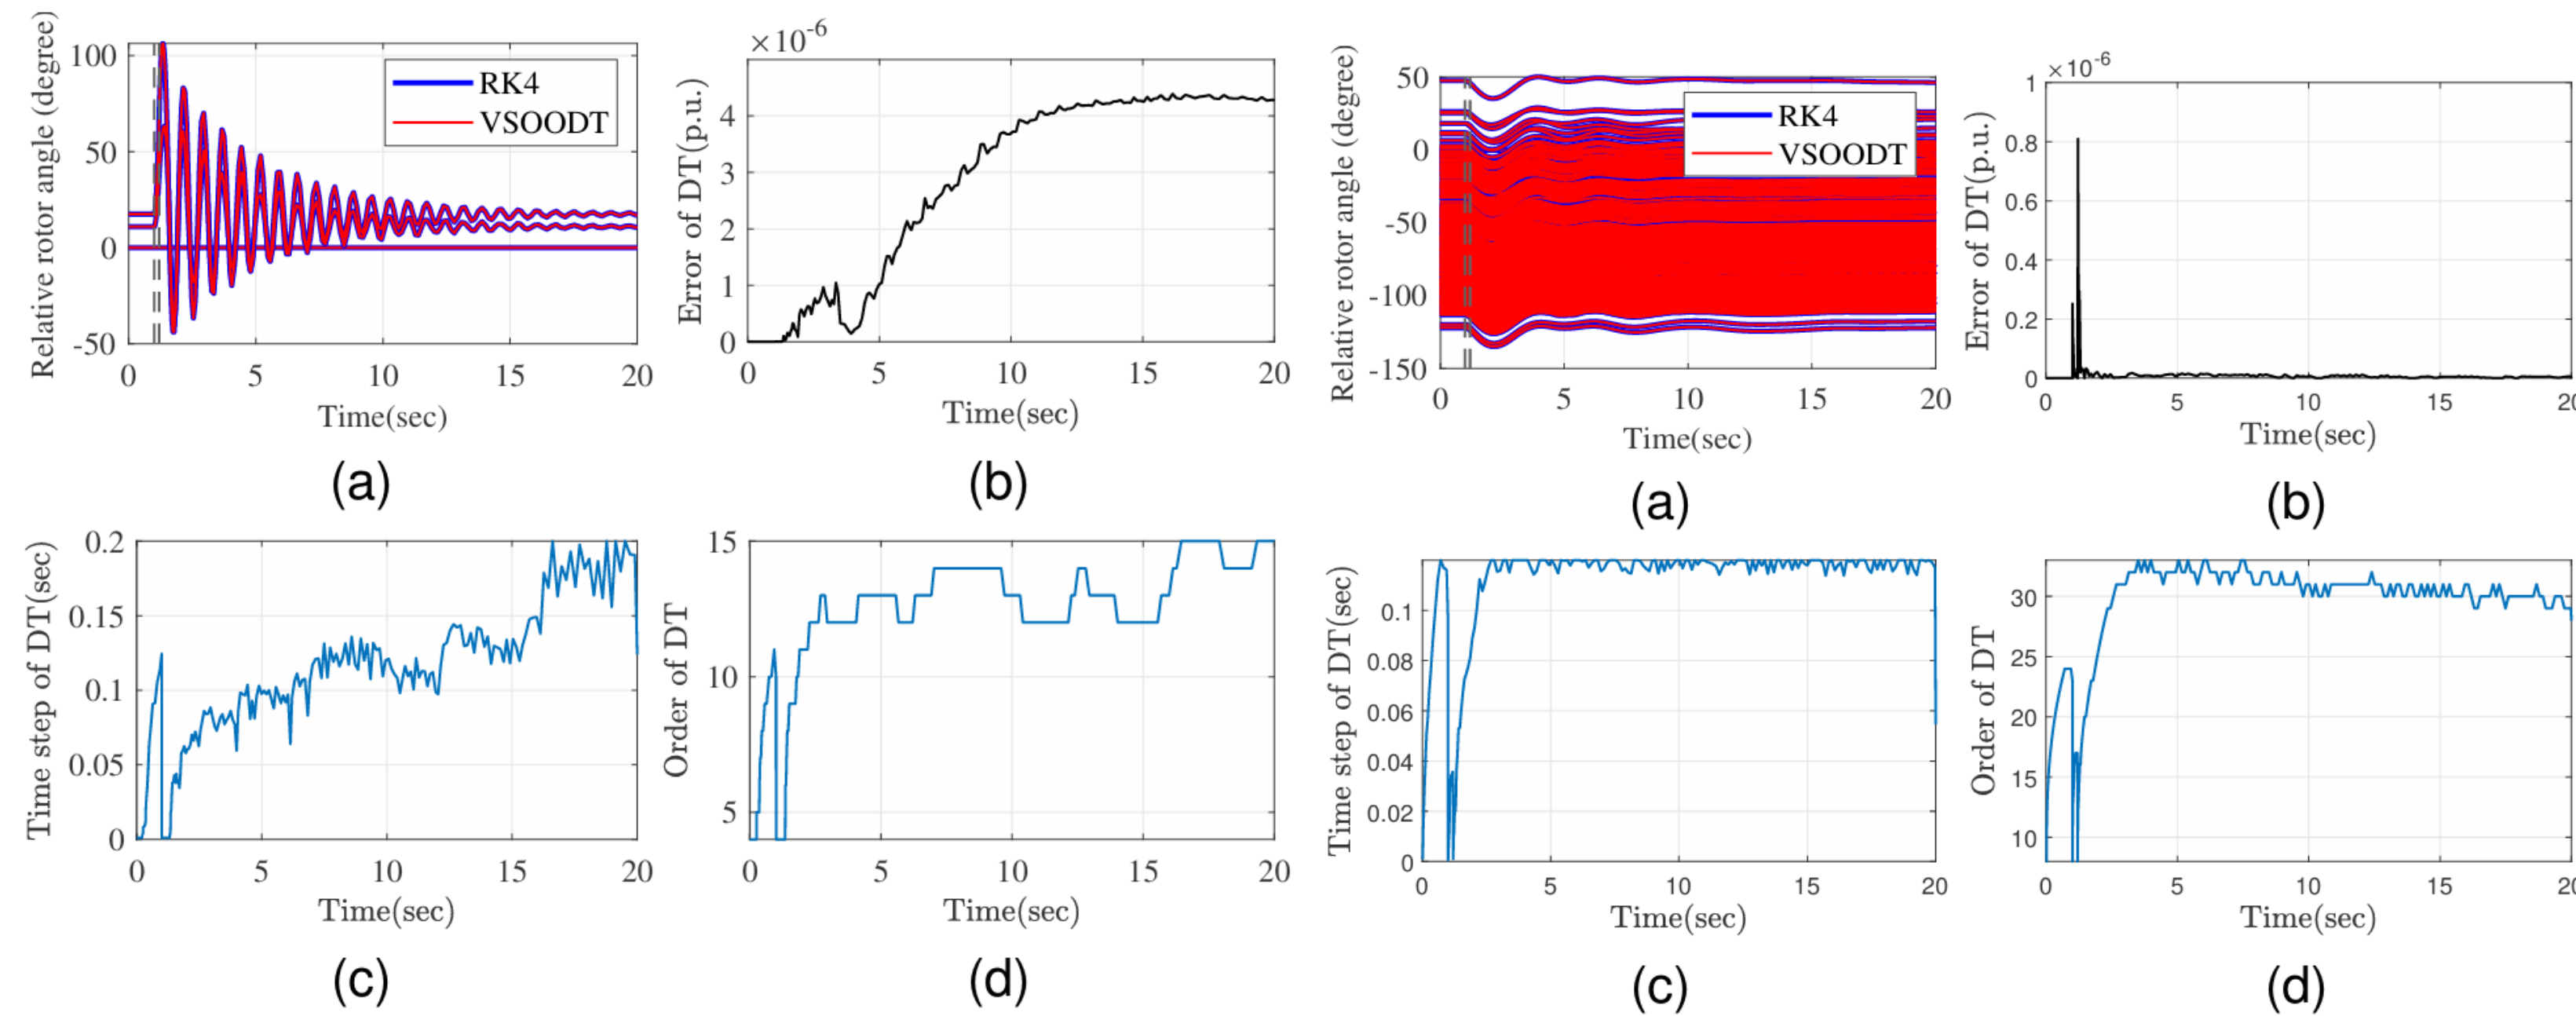 Relative rotor angle (degree)
100
50
0
-50
RK4
VSOODT
0 5 10 15 20
Time(sec)
(a)
×10⁻⁶
Error of DT(p.u.)
4
3
2
1
0
0 5 10 15 20
Time(sec)
(b)
Relative rotor angle (degree)
50
0
-50
-100
-150
RK4
VSOODT
0 5 10 15 20
Time(sec)
(a)
×10⁻⁶
Error of DT(p.u.)
1
0.8
0.6
0.4
0.2
0
0 5 10 15 20
Time(sec)
(b)
Time step of DT(sec)
0.2
0.15
0.1
0.05
0
0 5 10 15 20
Time(sec)
(c)
Order of DT
15
10
5
0 5 10 15 20
Time(sec)
(d)
Time step of DT(sec)
0.1
0.08
0.06
0.04
0.02
0
0 5 10 15 20
Time(sec)
(c)
Order of DT
30
25
20
15
10
0 5 10 15 20
Time(sec)
(d)